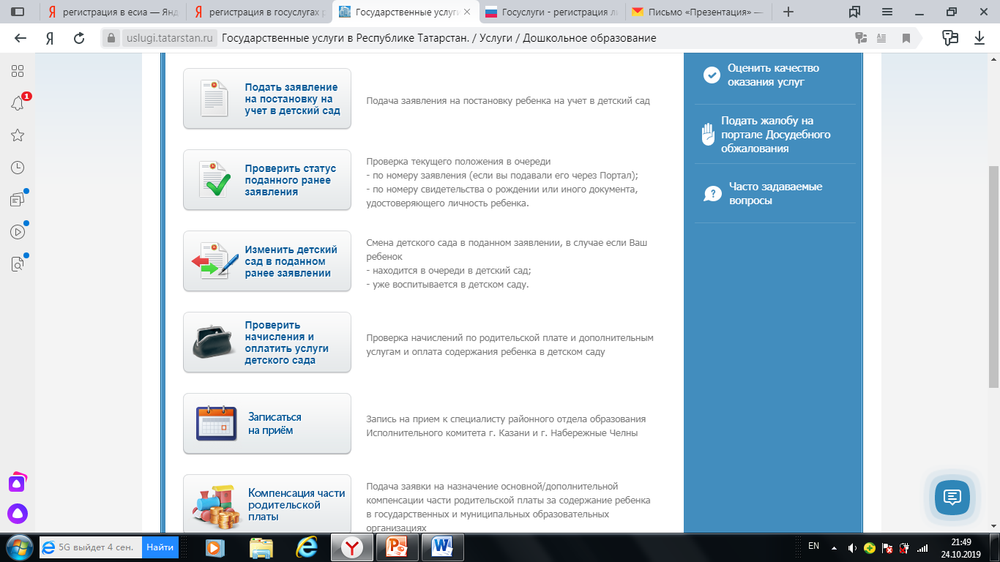 регистрация в есиа — Янд
регистрация в госуслугах р
Государственные услуги
Госуслуги - регистрация ли
Письмо «Презентация» —
uslugi.tatarstan.ru
Государственные услуги в Республике Татарстан. / Услуги / Дошкольное образование
1
Подать заявление
на постановку на
учет в детский сад
Подача заявления на постановку ребенка на учет в детский сад
Проверить статус
поданного ранее
заявления
Проверка текущего положения в очереди
- по номеру заявления (если вы подавали его через Портал);
- по номеру свидетельства о рождении или иного документа,
удостоверяющего личность ребенка.
Изменить детский
сад в поданном
ранее заявлении
Смена детского сада в поданном заявлении, в случае если Ваш
ребенок
- находится в очереди в детский сад;
- уже воспитывается в детском саду.
Проверить
начисления и
оплатить услуги
детского сада
Проверка начислений по родительской плате и дополнительным
услугам и оплата содержания ребенка в детском саду
Записаться
на приём
Запись на прием к специалисту районного отдела образования
Исполнительного комитета г. Казани и г. Набережные Челны
Компенсация части
родительской
платы
Подача заявки на назначение основной/дополнительной
компенсации части родительской платы за содержание ребенка
в государственных и муниципальных образовательных
организациях
Оценить качество
оказания услуг
Подать жалобу на
портале Досудебного
обжалования
Часто задаваемые
вопросы
5G выйдет 4 сен.
Найти
EN
21:49
24.10.2019